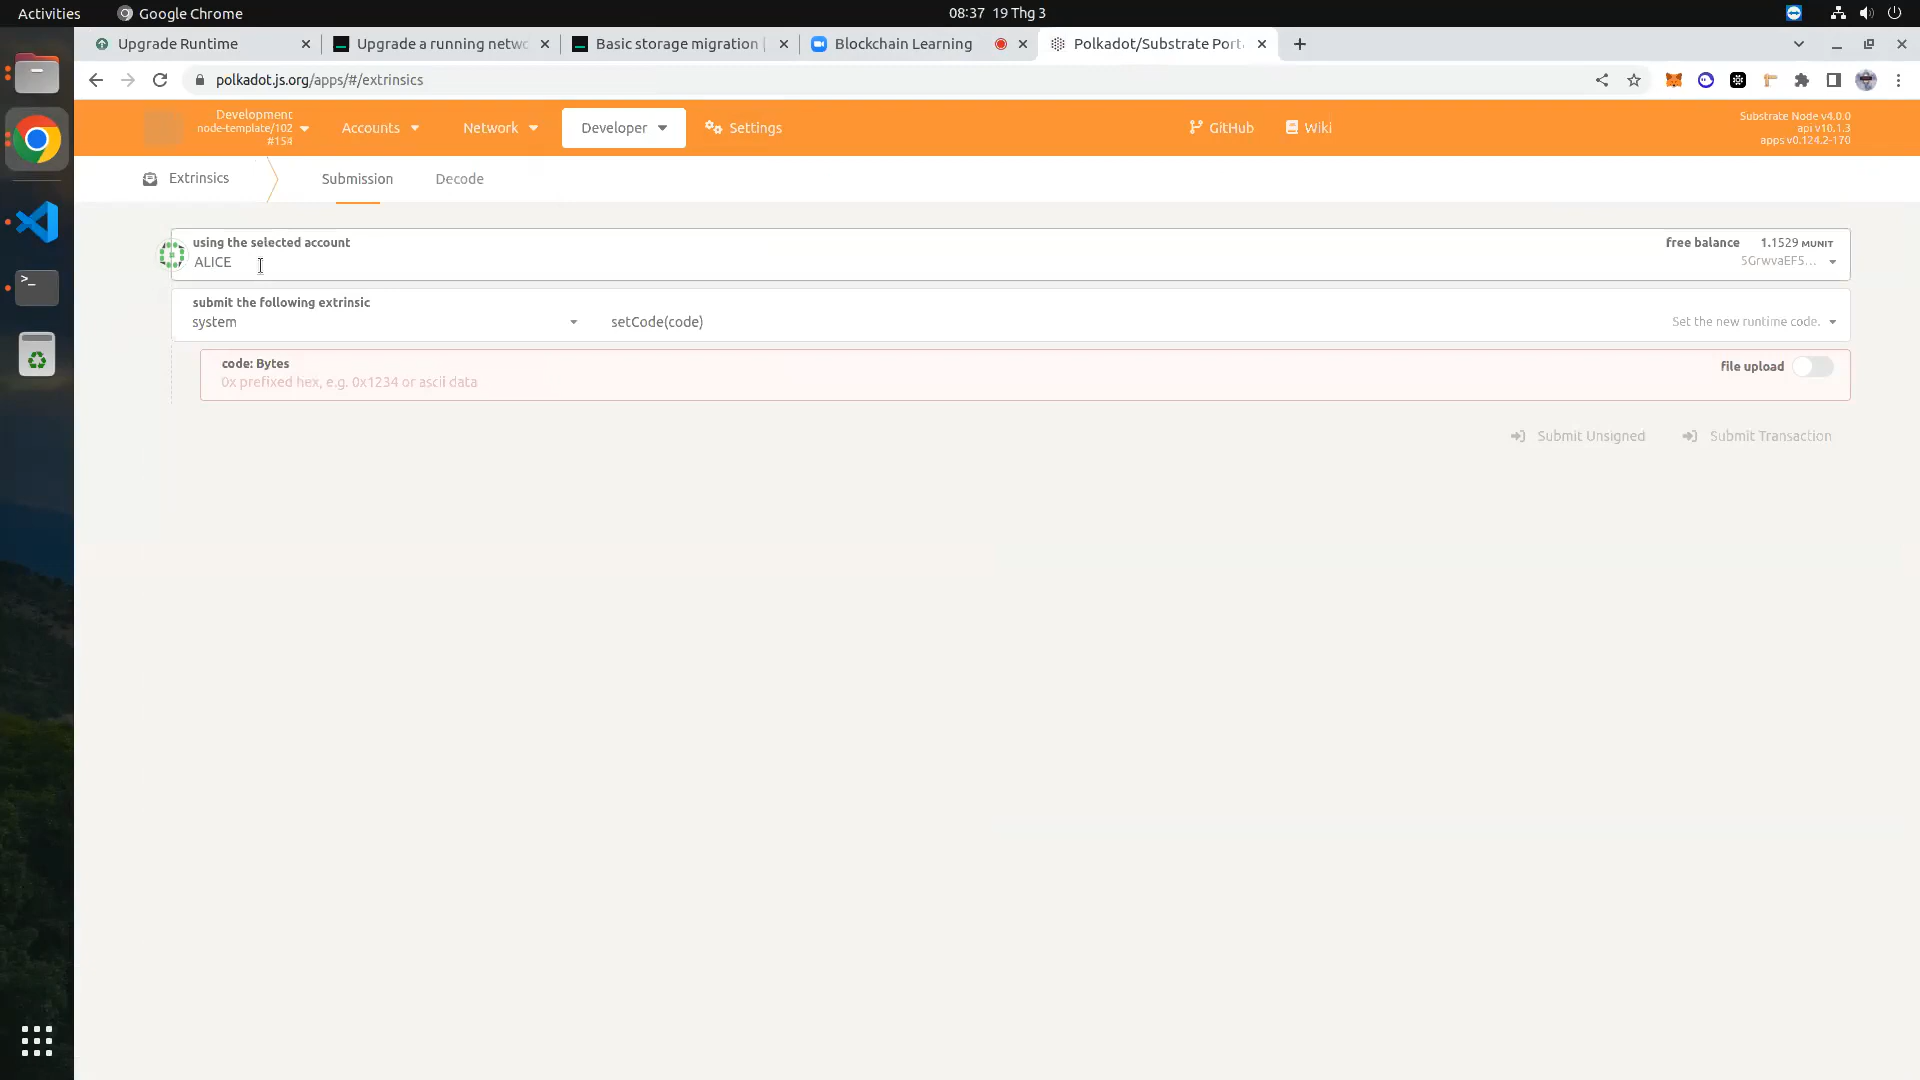 Activities
Google Chrome
08:37 19 Thg 3
Upgrade Runtime
Upgrade a running netwo
Basic storage migration |
Blockchain Learning
Polkadot/Substrate Port
polkadot.js.org/apps/#/extrinsics
Development
node-template/102
#154
Accounts
Network
Developer
Settings
GitHub
Wiki
Substrate Node v4.0.0
api v10.1.3
apps v0.124.2-170
Extrinsics
Submission
Decode
using the selected account
ALICE
free balance 1.1529 MUNIT
5GrwvaEF5...
submit the following extrinsic
system
setCode(code)
Set the new runtime code.
code: Bytes
0x prefixed hex, e.g. 0x1234 or ascii data
file upload
Submit Unsigned
Submit Transaction